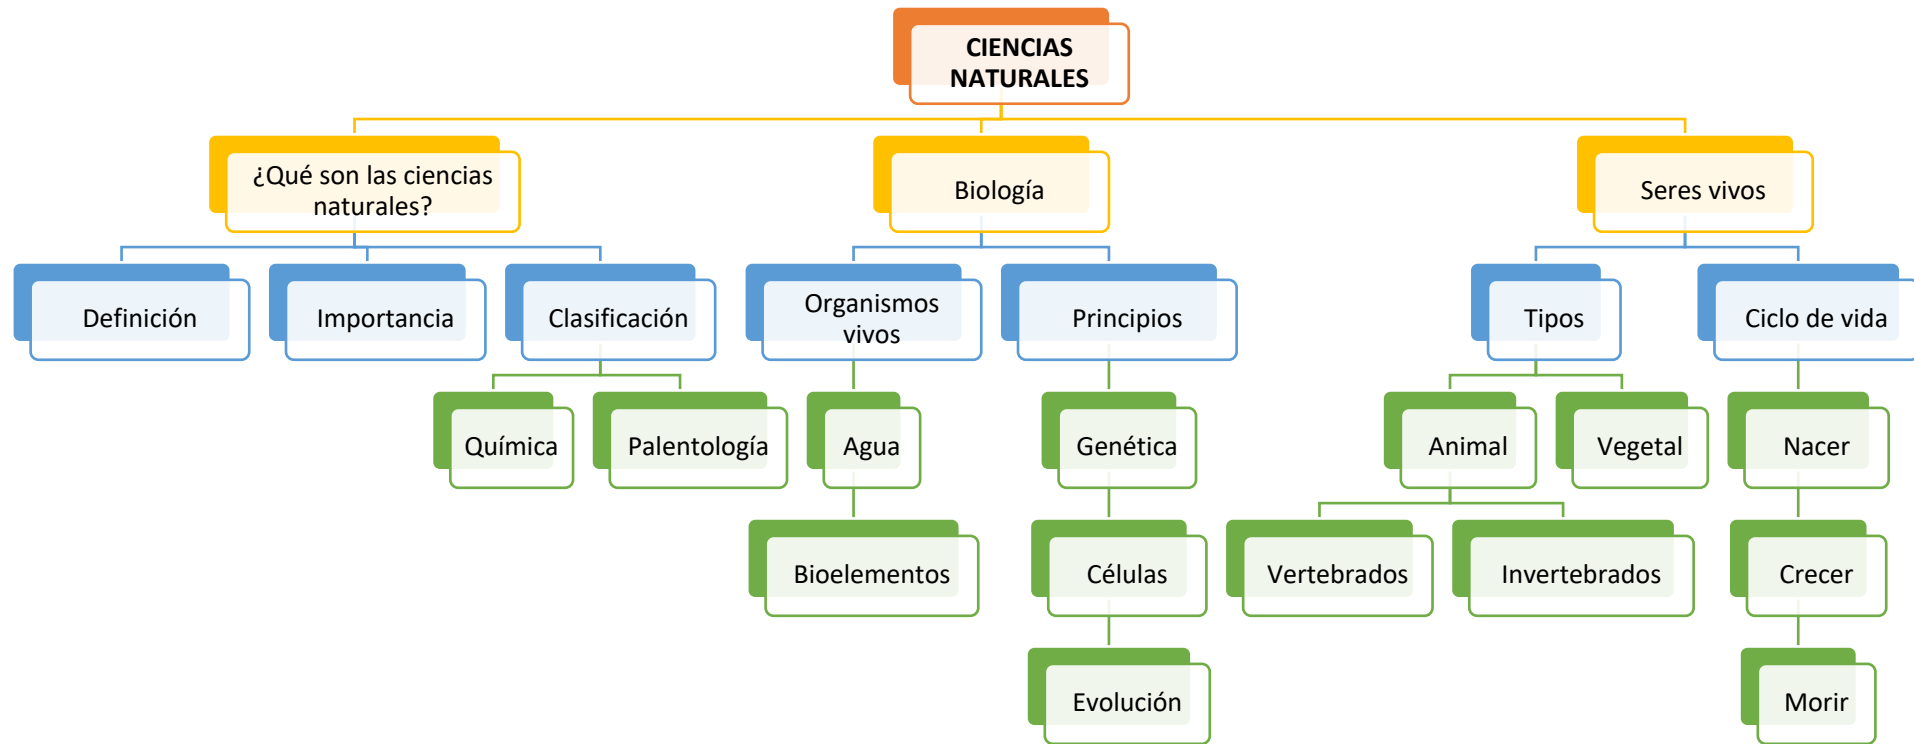 CIENCIAS
NATURALES
¿Qué son las ciencias
naturales?
Biología
Seres vivos
Definición
Importancia
Clasificación
Organismos
vivos
Principios
Tipos
Ciclo de vida
Química
Palentología
Agua
Genética
Animal
Vegetal
Nacer
Bioelementos
Células
Vertebrados
Invertebrados
Crecer
Evolución
Morir